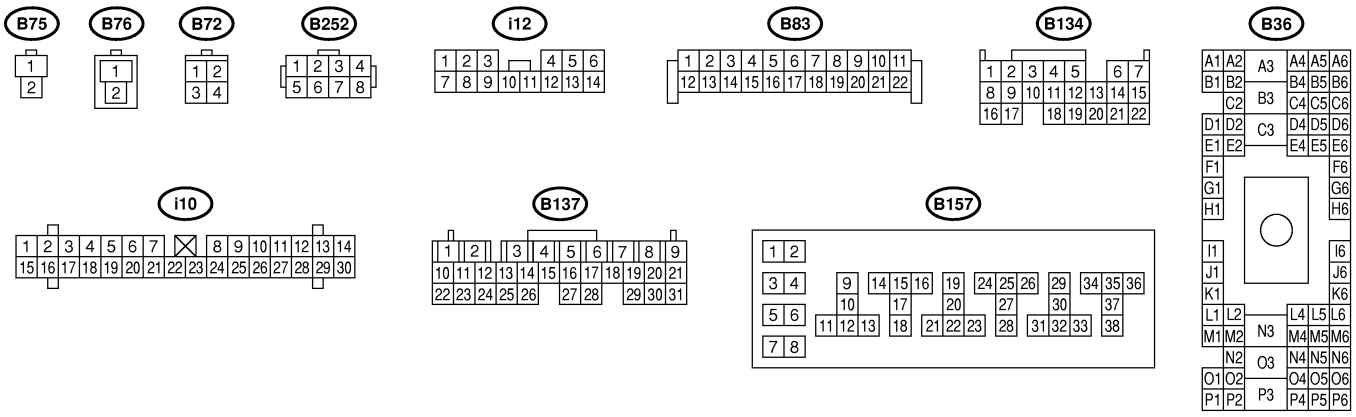 B75 B76 B72 B252 i12 B83 B134 B36
1
2
1
2
1 2
3 4
1 2 3 4
5 6 7 8
1 2 3 4 5 6
7 8 9 10 11 12 13 14
1 2 3 4 5 6 7 8 9 10 11
12 13 14 15 16 17 18 19 20 21 22
1 2 3 4 5 6 7
8 9 10 11 12 13 14 15
16 17 18 19 20 21 22
A1 A2 A3 A4 A5 A6
B1 B2 B3 B4 B5 B6
C2 C3 C4 C5 C6
D1 D2 D4 D5 D6
E1 E2 E4 E5 E6
F1 F6
G1 G6
H1 H6
I1 I6
J1 J6
K1 K6
L1 L2 L4 L5 L6
M1 M2 N3 M4 M5 M6
N2 O3 N4 N5 N6
O1 O2 P3 O4 O5 O6
P1 P2 P4 P5 P6
i10 B137 B157
1 2 3 4 5 6 7 8 9 10 11 12 13 14
15 16 17 18 19 20 21 22 23 24 25 26 27 28 29 30
1 2 3 4 5 6 7 8 9
10 11 12 13 14 15 16 17 18 19 20 21
22 23 24 25 26 27 28 29 30 31
1 2
3 4
5 6
7 8
9 14 15 16 19 24 25 26 29 34 35 36
10 17 20 27 30 37
11 12 13 18 21 22 23 28 31 32 33 38